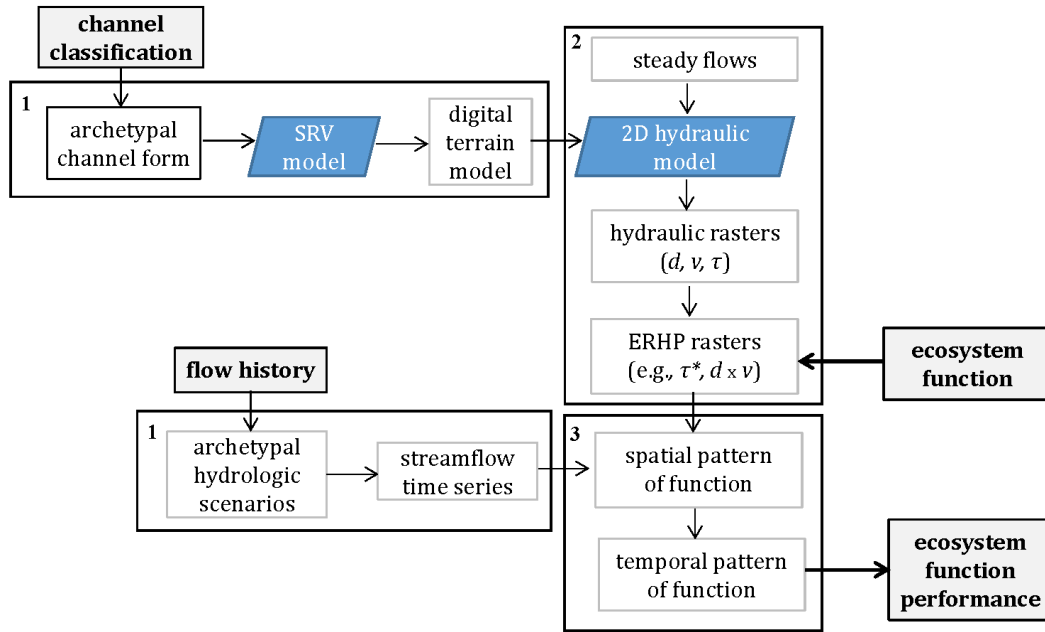 channel
classification
1
archetypal
channel form
SRV
model
digital
terrain
model
2
steady flows
2D hydraulic
model
hydraulic rasters
(d, v, τ)
ERHP rasters
(e.g., τ*, d x v)
ecosystem
function
flow history
1
archetypal
hydrologic
scenarios
streamflow
time series
3
spatial pattern
of function
temporal pattern
of function
ecosystem
function
performance